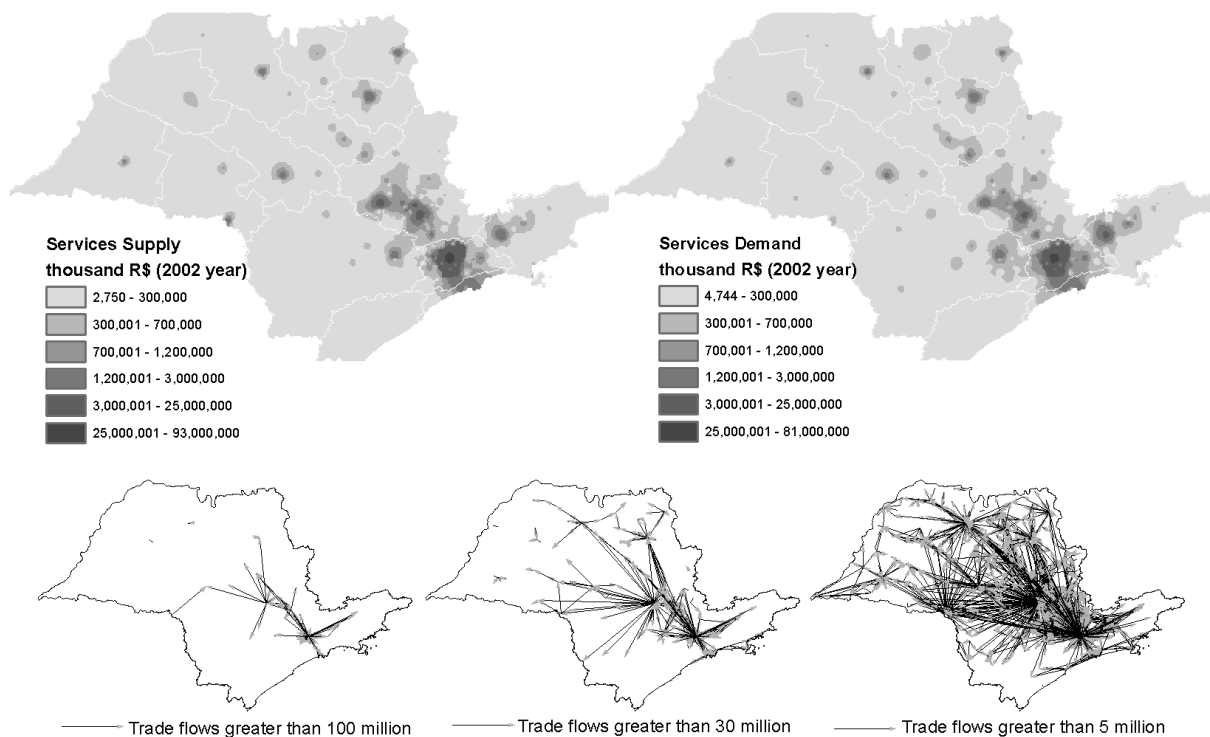 Services Supply
thousand R$ (2002 year)
2,750 - 300,000
300,001 - 700,000
700,001 - 1,200,000
1,200,001 - 3,000,000
3,000,001 - 25,000,000
25,000,001 - 93,000,000
Services Demand
thousand R$ (2002 year)
4,744 - 300,000
300,001 - 700,000
700,001 - 1,200,000
1,200,001 - 3,000,000
3,000,001 - 25,000,000
25,000,001 - 81,000,000
Trade flows greater than 100 million
Trade flows greater than 30 million
Trade flows greater than 5 million